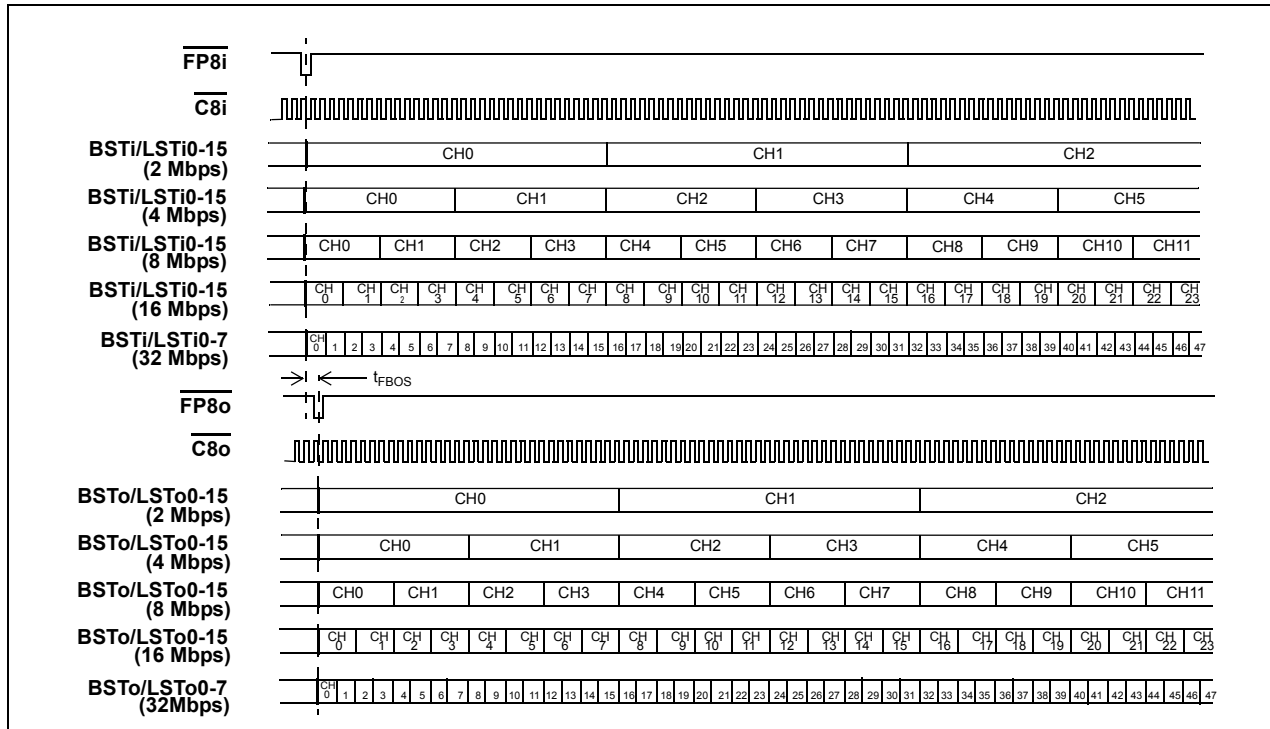 FP8i
C8i
BSTi/LSTi0-15
(2 Mbps)
CH0 CH1 CH2
BSTi/LSTi0-15
(4 Mbps)
CH0 CH1 CH2 CH3 CH4 CH5
BSTi/LSTi0-15
(8 Mbps)
CH0 CH1 CH2 CH3 CH4 CH5 CH6 CH7 CH8 CH9 CH10 CH11
BSTi/LSTi0-15
(16 Mbps)
CH CH CH CH CH CH CH CH CH CH CH CH CH CH CH CH CH CH CH CH CH CH CH CH
0 1 2 3 4 5 6 7 8 9 10 11 12 13 14 15 16 17 18 19 20 21 22 23
BSTi/LSTi0-7
(32 Mbps)
CH
0 1 2 3 4 5 6 7 8 9 10 11 12 13 14 15 16 17 18 19 20 21 22 23 24 25 26 27 28 29 30 31 32 33 34 35 36 37 38 39 40 41 42 43 44 45 46 47
tFBOS
FP8o
C8o
BSTo/LSTo0-15
(2 Mbps)
CH0 CH1 CH2
BSTo/LSTo0-15
(4 Mbps)
CH0 CH1 CH2 CH3 CH4 CH5
BSTo/LSTo0-15
(8 Mbps)
CH0 CH1 CH2 CH3 CH4 CH5 CH6 CH7 CH8 CH9 CH10 CH11
BSTo/LSTo0-15
(16 Mbps)
CH CH CH CH CH CH CH CH CH CH CH CH CH CH CH CH CH CH CH CH CH CH CH CH
0 1 2 3 4 5 6 7 8 9 10 11 12 13 14 15 16 17 18 19 20 21 22 23
BSTo/LSTo0-7
(32Mbps)
CH
0 1 2 3 4 5 6 7 8 9 10 11 12 13 14 15 16 17 18 19 20 21 22 23 24 25 26 27 28 29 30 31 32 33 34 35 36 37 38 39 40 41 42 43 44 45 46 47